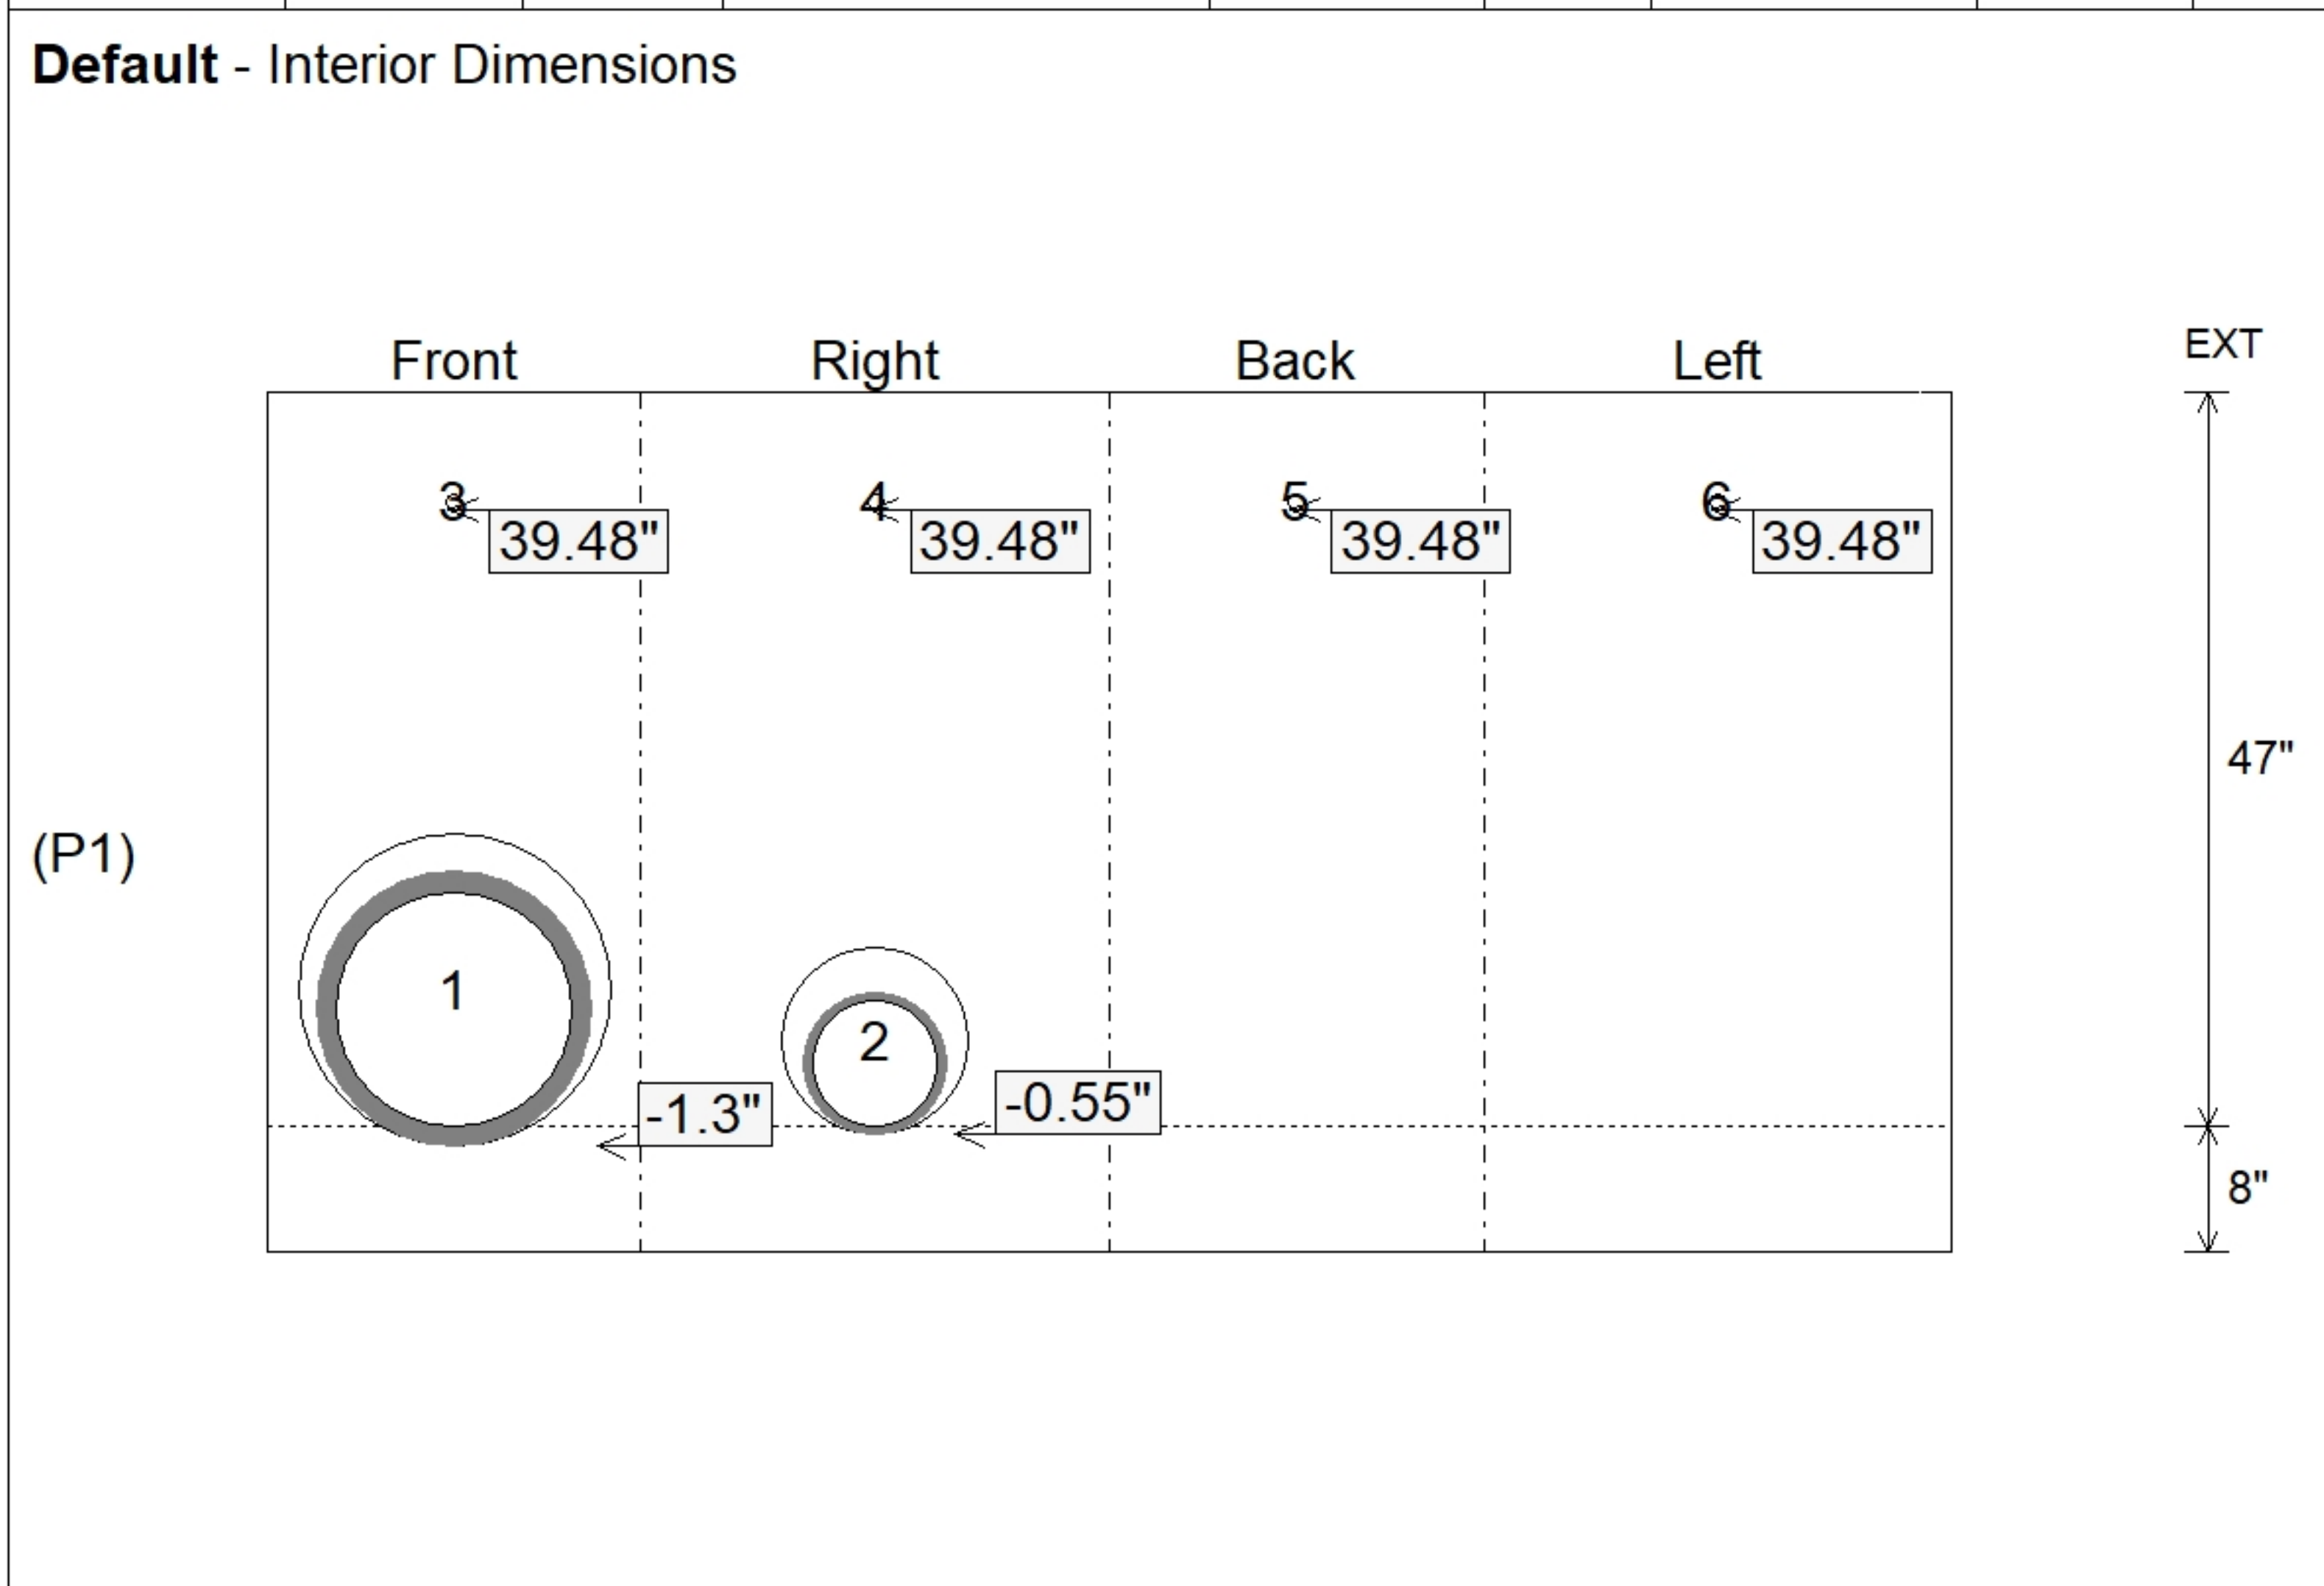 Default - Interior Dimensions
Front Right Back Left EXT
3 4 5 6
39.48" 39.48" 39.48" 39.48"
47"
(P1)
1
2
-1.3" -0.55"
8"